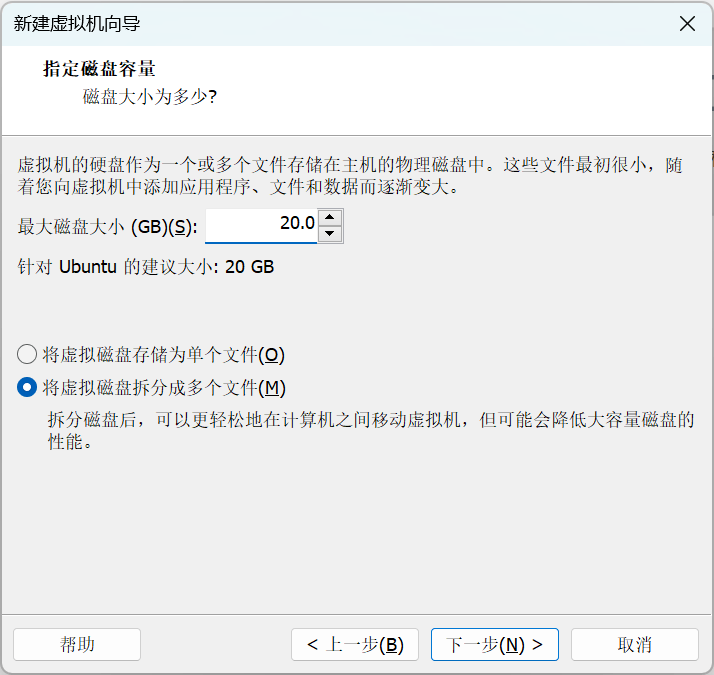 新建虚拟机向导
指定磁盘容量
磁盘大小为多少?
虚拟机的硬盘作为一个或多个文件存储在主机的物理磁盘中。这些文件最初很小，随
着您向虚拟机中添加应用程序、文件和数据而逐渐变大。
最大磁盘大小 (GB)(S): 20.0
针对 Ubuntu 的建议大小: 20 GB
将虚拟磁盘存储为单个文件(O)
将虚拟磁盘拆分成多个文件(M)
拆分磁盘后，可以更轻松地在计算机之间移动虚拟机，但可能会降低大容量磁盘的
性能。
帮助 < 上一步(B) 下一步(N) > 取消